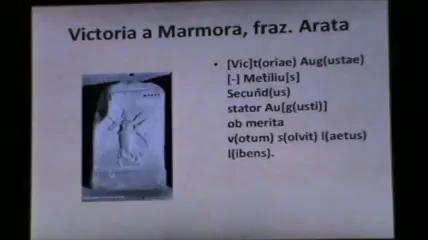 Victoria a Marmora, fraz. Arata
• [Vic]t(oriae) Aug(ustae)
[-] Metiliu[s]
Secund(us)
stator Au[g(usti)]
ob merita
v(otum) s(olvit) l(aetus)
l(ibens).